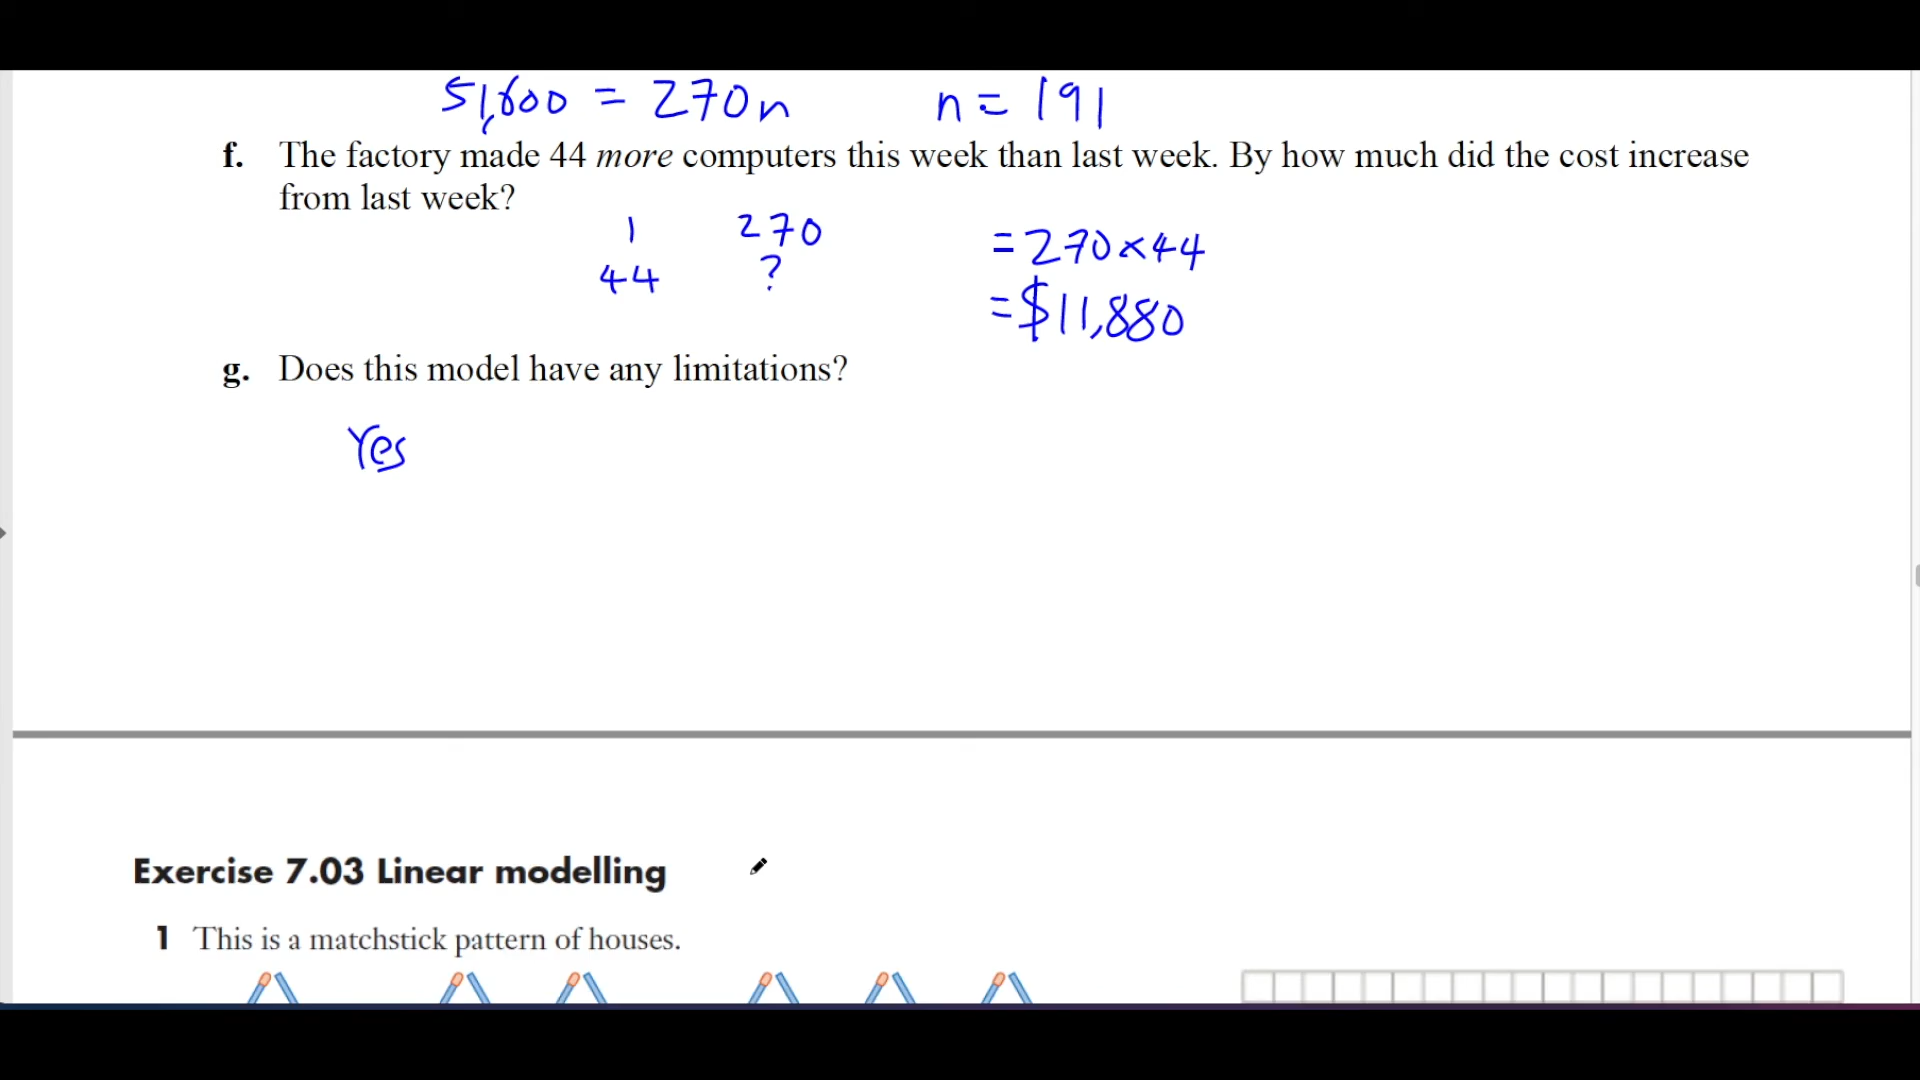 51,600 = 270n n = 191
f. The factory made 44 more computers this week than last week. By how much did the cost increase
from last week?
1 270 = 270×44
44 ?
= $11,880
g. Does this model have any limitations?
Yes
Exercise 7.03 Linear modelling
1 This is a matchstick pattern of houses.